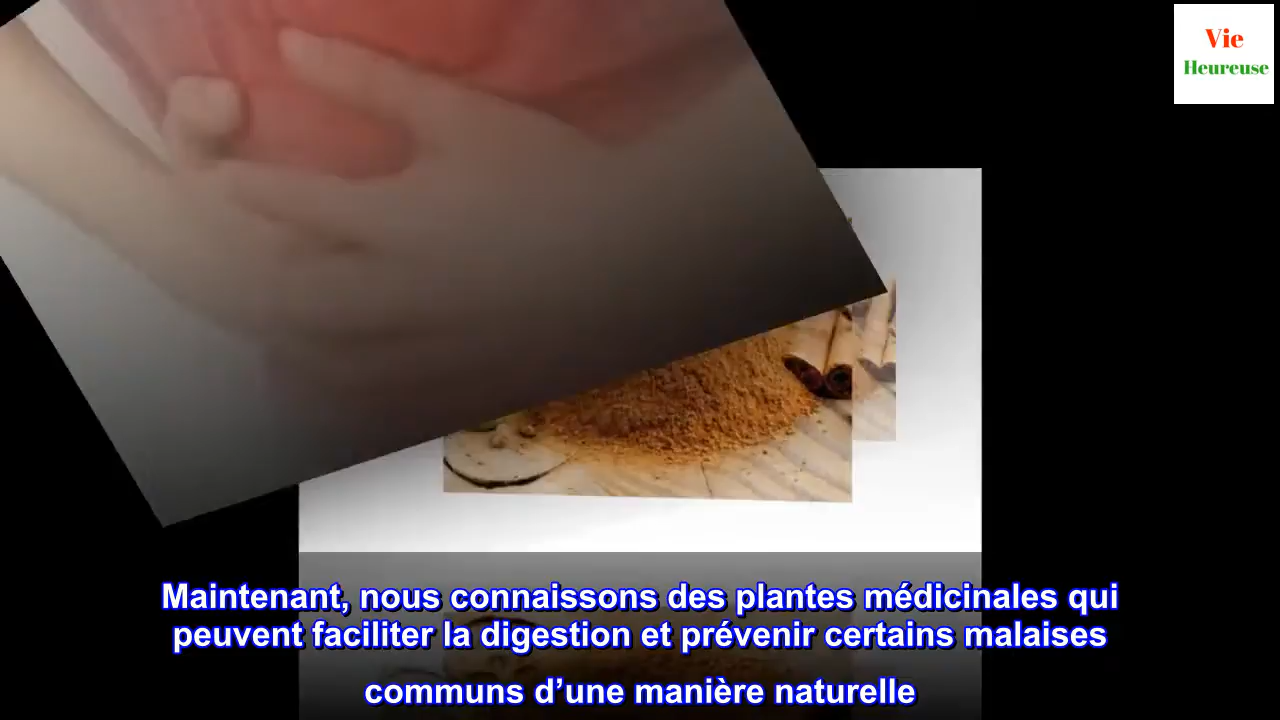 Vie
Heureuse
Maintenant, nous connaissons des plantes médicinales qui
peuvent faciliter la digestion et prévenir certains malaises
communs d’une manière naturelle